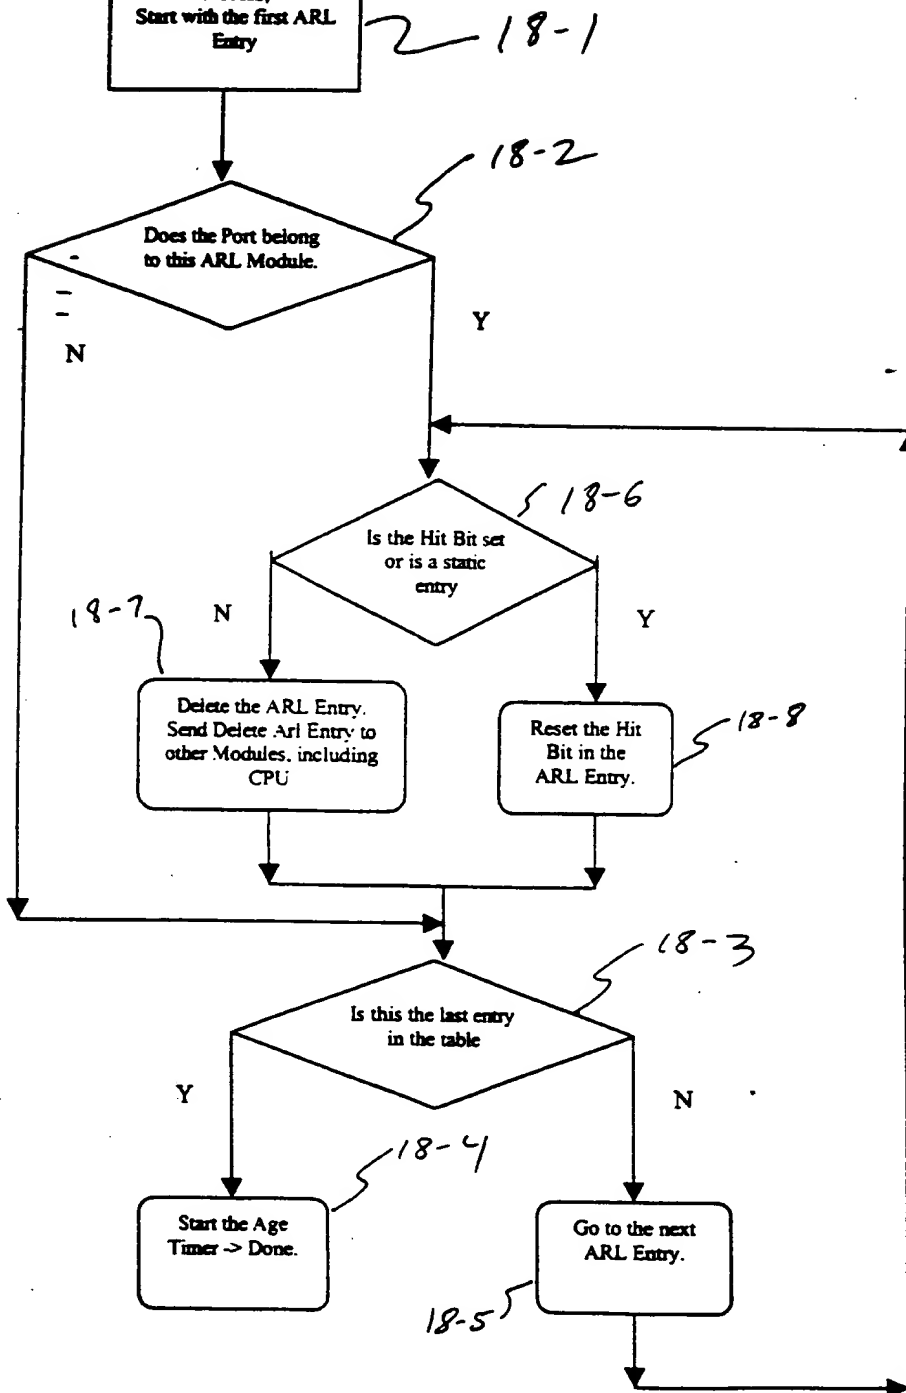 Start with the first ARL
Entry
18-1
18-2
Does the Port belong
to this ARL Module.
N
Y
18-6
Is the Hit Bit set
or is a static
entry
18-7
N
Y
Delete the ARL Entry.
Send Delete Arl Entry to
other Modules, including
CPU
Reset the Hit
Bit in the
ARL Entry.
18-8
18-3
Is this the last entry
in the table
Y
N
18-4
Start the Age
Timer -> Done.
Go to the next
ARL Entry.
18-5